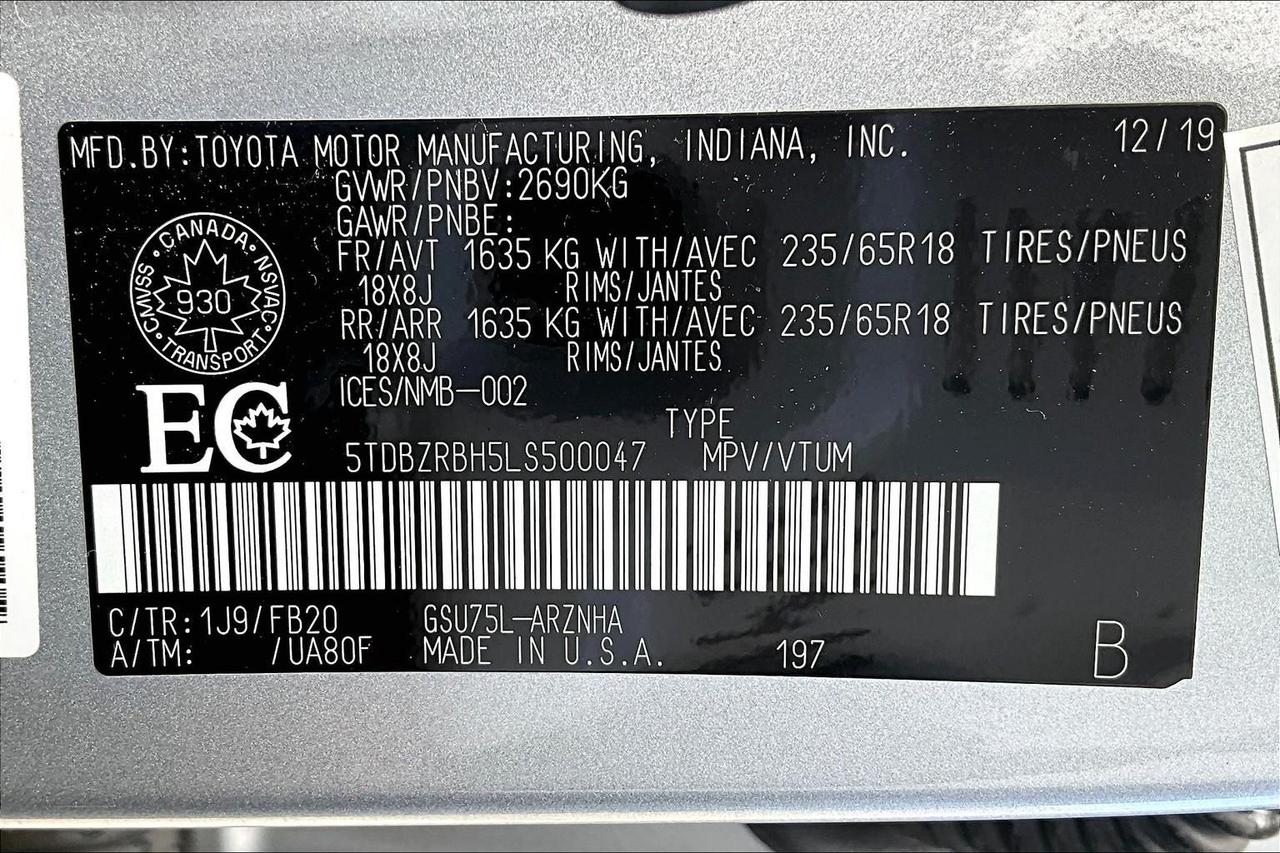 MFD.BY:TOYOTA MOTOR MANUFACTURING, INDIANA, INC. 12/19
GVWR/PNBV:2690KG
GAWR/PNBE:
FR/AVT 1635 KG WITH/AVEC 235/65R18 TIRES/PNEUS
18X8J RIMS/JANTES
RR/ARR 1635 KG WITH/AVEC 235/65R18 TIRES/PNEUS
18X8J RIMS/JANTES
ICES/NMB-002
CANADA • NSVAC • TRANSPORT • CMVSS •
930
EC
TYPE
5TDBZRBH5LS500047 MPV/VTUM
C/TR:1J9/FB20 GSU75L-ARZNHA
A/TM: /UA80F MADE IN U.S.A. 197 B